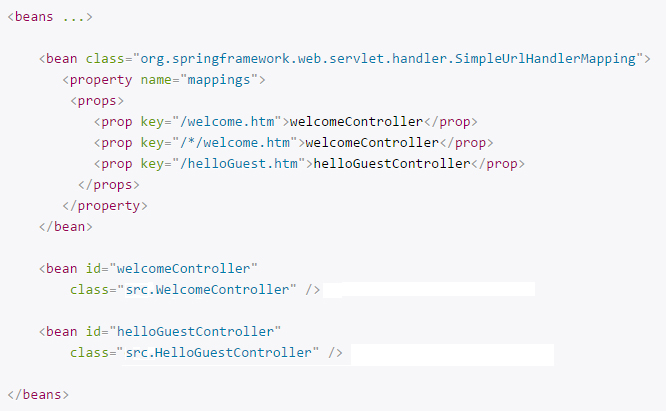 <beans ...>
<bean class="org.springframework.web.servlet.handler.SimpleUrlHandlerMapping">
<property name="mappings">
<props>
<prop key="/welcome.htm">welcomeController</prop>
<prop key="/*/welcome.htm">welcomeController</prop>
<prop key="/helloGuest.htm">helloGuestController</prop>
</props>
</property>
</bean>
<bean id="welcomeController"
class="src.WelcomeController" />
<bean id="helloGuestController"
class="src.HelloGuestController" />
</beans>